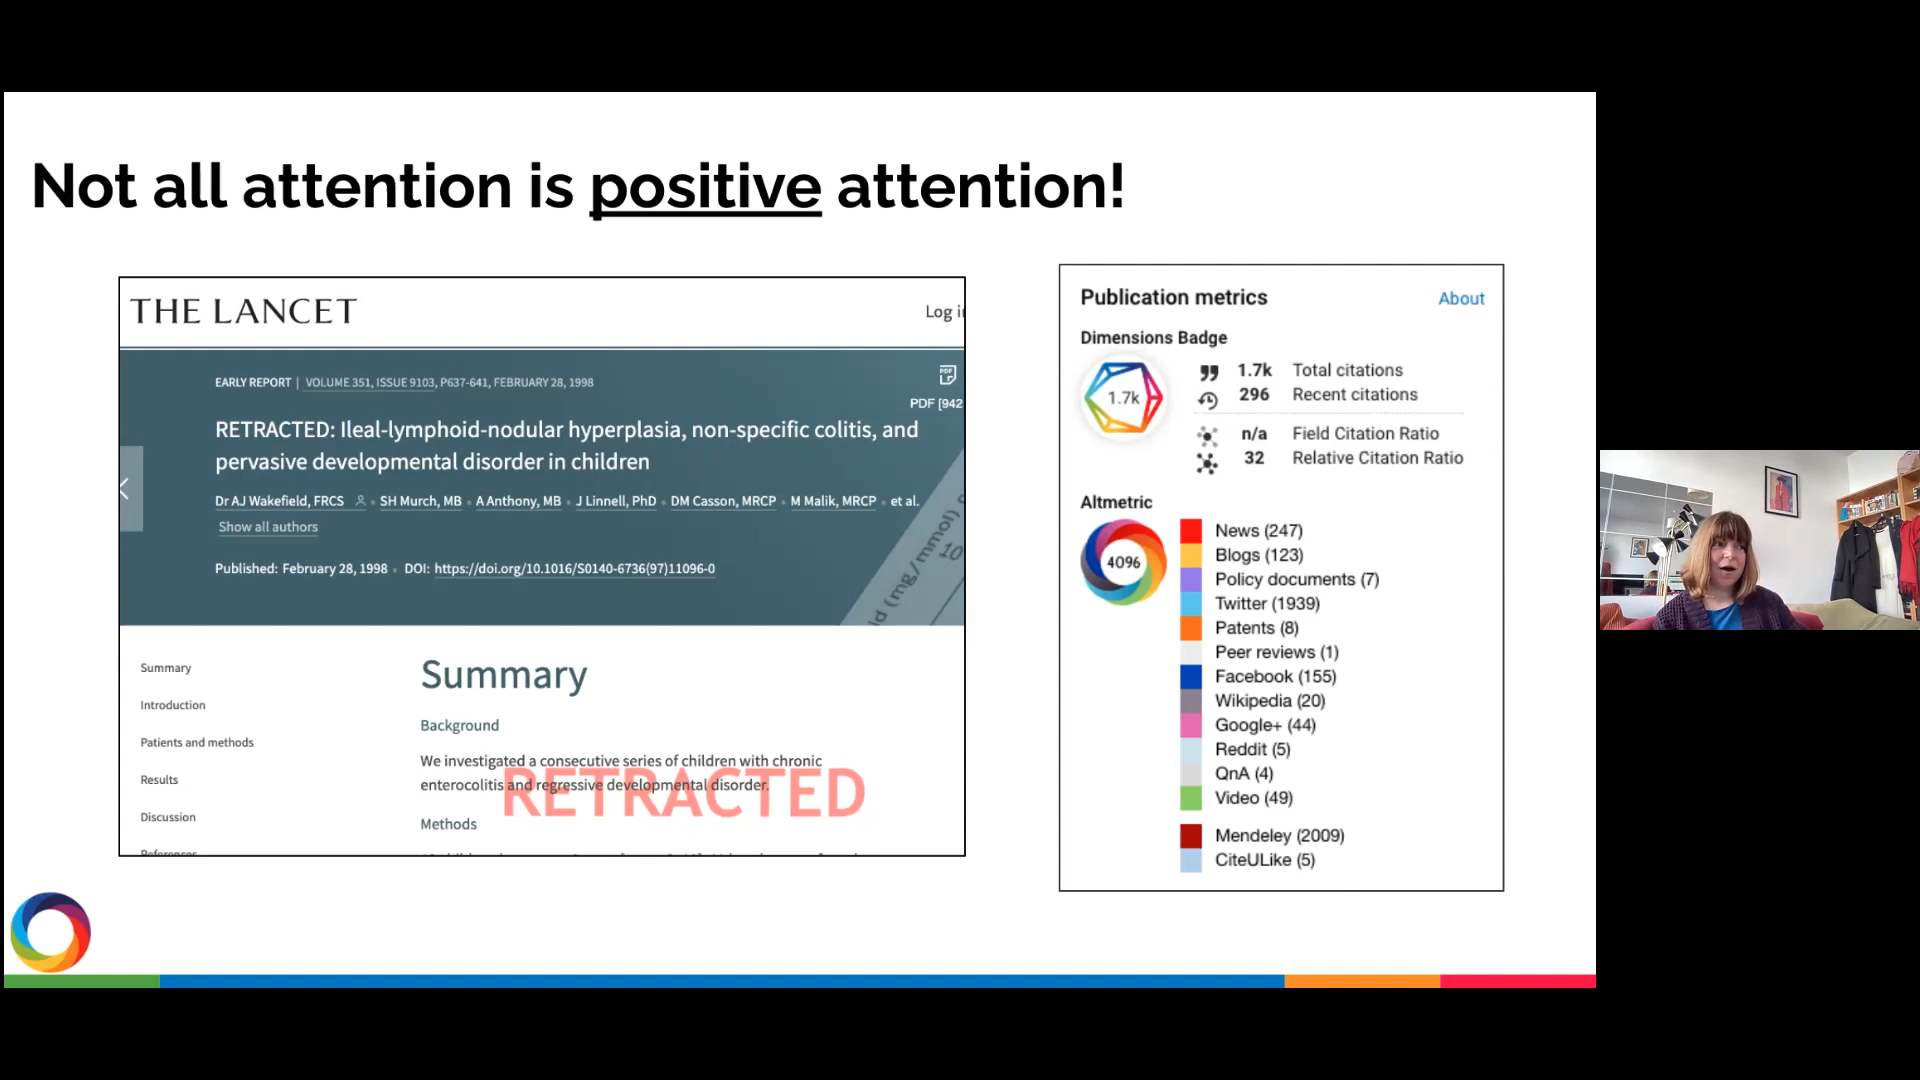 Not all attention is positive attention!
THE LANCET
Log in
EARLY REPORT | VOLUME 351, ISSUE 9103, P637-641, FEBRUARY 28, 1998
PDF
PDF [942
RETRACTED: Ileal-lymphoid-nodular hyperplasia, non-specific colitis, and
pervasive developmental disorder in children
Dr AJ Wakefield, FRCS • SH Murch, MB • A Anthony, MB • J Linnell, PhD • DM Casson, MRCP • M Malik, MRCP • et al.
Show all authors
Published: February 28, 1998 • DOI: https://doi.org/10.1016/S0140-6736(97)11096-0
(mg/mmol)
10
Summary
Introduction
Patients and methods
Results
Discussion
References
Summary
Background
We investigated a consecutive series of children with chronic
enterocolitis and regressive developmental disorder.
RETRACTED
Methods
Publication metrics
About
Dimensions Badge
1.7k
1.7k Total citations
296 Recent citations
n/a Field Citation Ratio
32 Relative Citation Ratio
Altmetric
4096
News (247)
Blogs (123)
Policy documents (7)
Twitter (1939)
Patents (8)
Peer reviews (1)
Facebook (155)
Wikipedia (20)
Google+ (44)
Reddit (5)
QnA (4)
Video (49)
Mendeley (2009)
CiteULike (5)